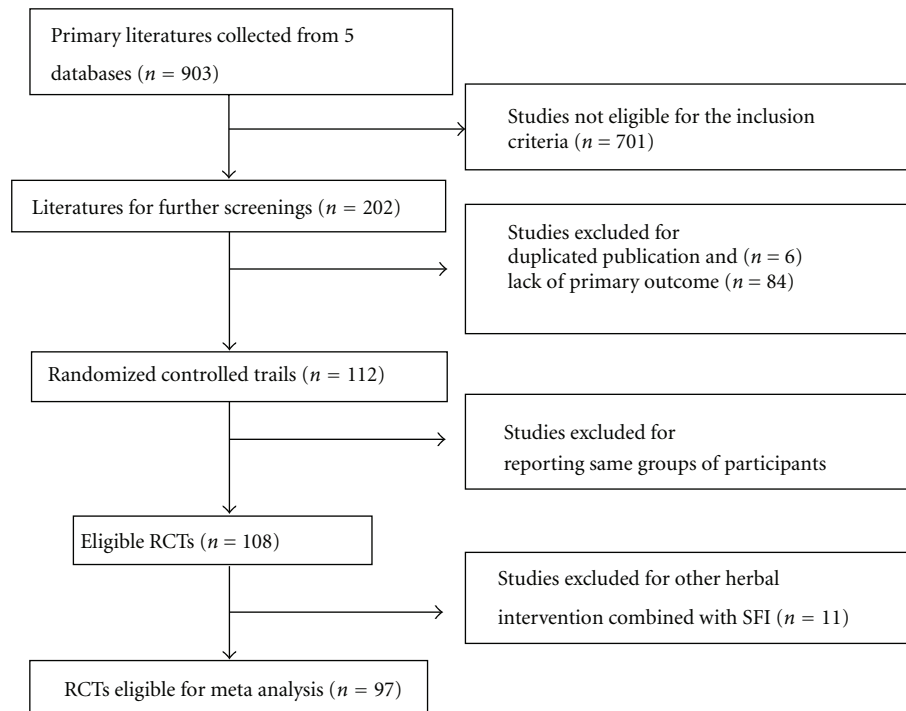 Primary literatures collected from 5
databases (n = 903)
Studies not eligible for the inclusion
criteria (n = 701)
Literatures for further screenings (n = 202)
Studies excluded for
duplicated publication and (n = 6)
lack of primary outcome (n = 84)
Randomized controlled trails (n = 112)
Studies excluded for
reporting same groups of participants
Eligible RCTs (n = 108)
Studies excluded for other herbal
intervention combined with SFI (n = 11)
RCTs eligible for meta analysis (n = 97)